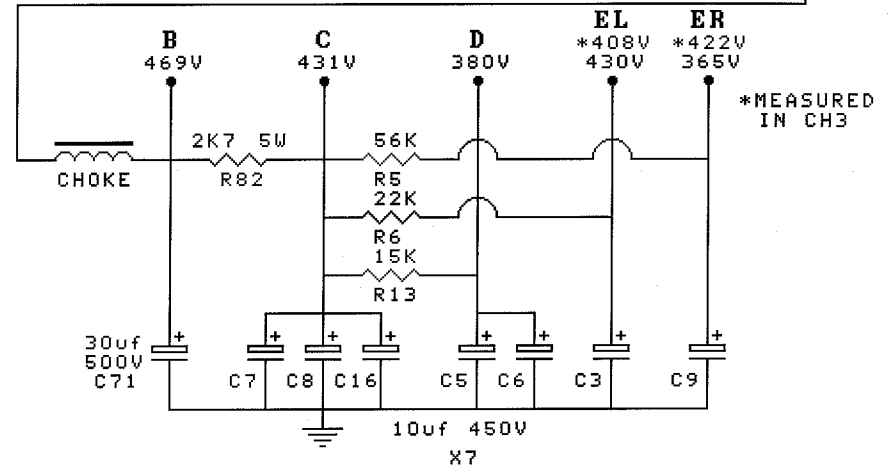 B
C
D
EL
ER
469V
431V
380V
*408V
430V
*422V
365V
*MEASURED
IN CH3
CHOKE
2K7 5W
R82
56K
R5
22K
R6
15K
R13
30uf
500V
C71
C7
C8
C16
C5
C6
C3
C9
+
+
+
+
+
+
+
+
10uf 450V
X7